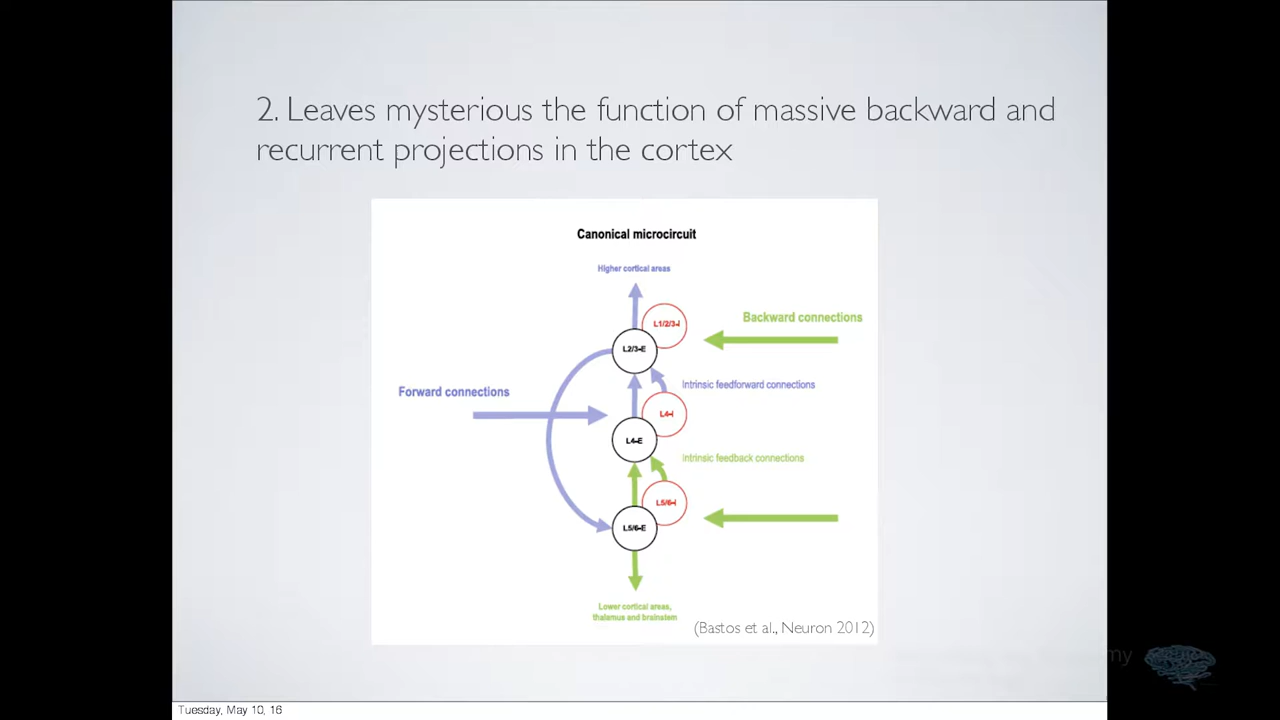 2. Leaves mysterious the function of massive backward and
recurrent projections in the cortex
Canonical microcircuit
Higher cortical areas
L1/2/3-I
Backward connections
L2/3-E
Intrinsic feedforward connections
Forward connections
L4-I
L4-E
Intrinsic feedback connections
L5/6-I
L5/6-E
Lower cortical areas,
thalamus and brainstem
(Bastos et al., Neuron 2012)
my
Tuesday, May 10, 16